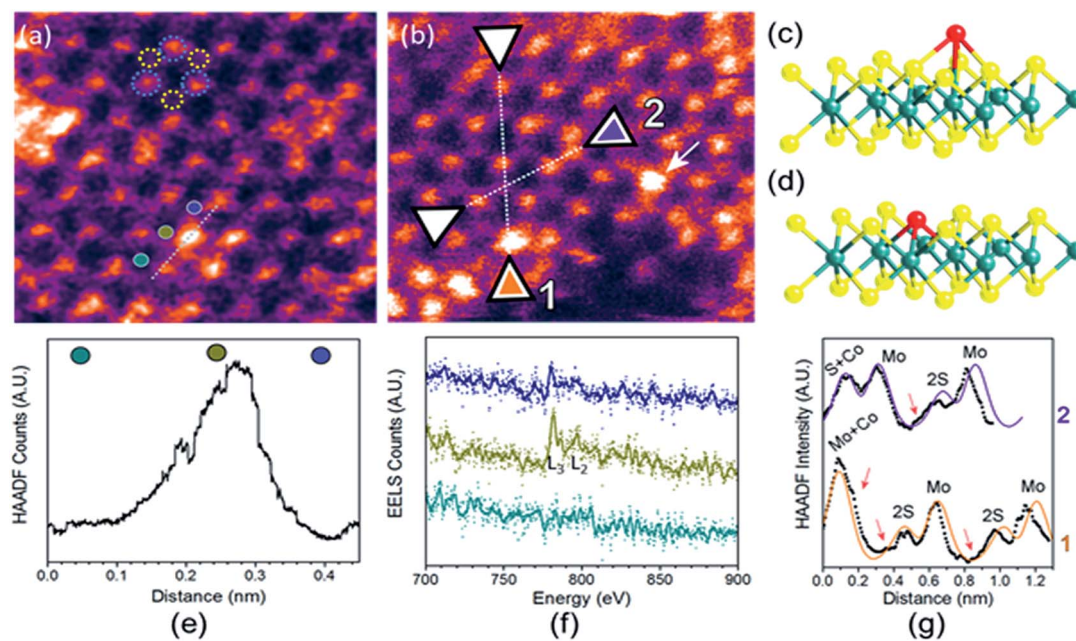 (a)
(b)
2
1
(c)
(d)
HAADF Counts (A.U.)
0.0 0.1 0.2 0.3 0.4
Distance (nm)
(e)
EELS Counts (A.U.)
L3 L2
700 750 800 850 900
Energy (eV)
(f)
HAADF Intensity (A.U.)
S+Co
Mo
2S
Mo
2
Mo+Co
2S
Mo
2S
Mo
1
0.0 0.2 0.4 0.6 0.8 1.0 1.2
Distance (nm)
(g)